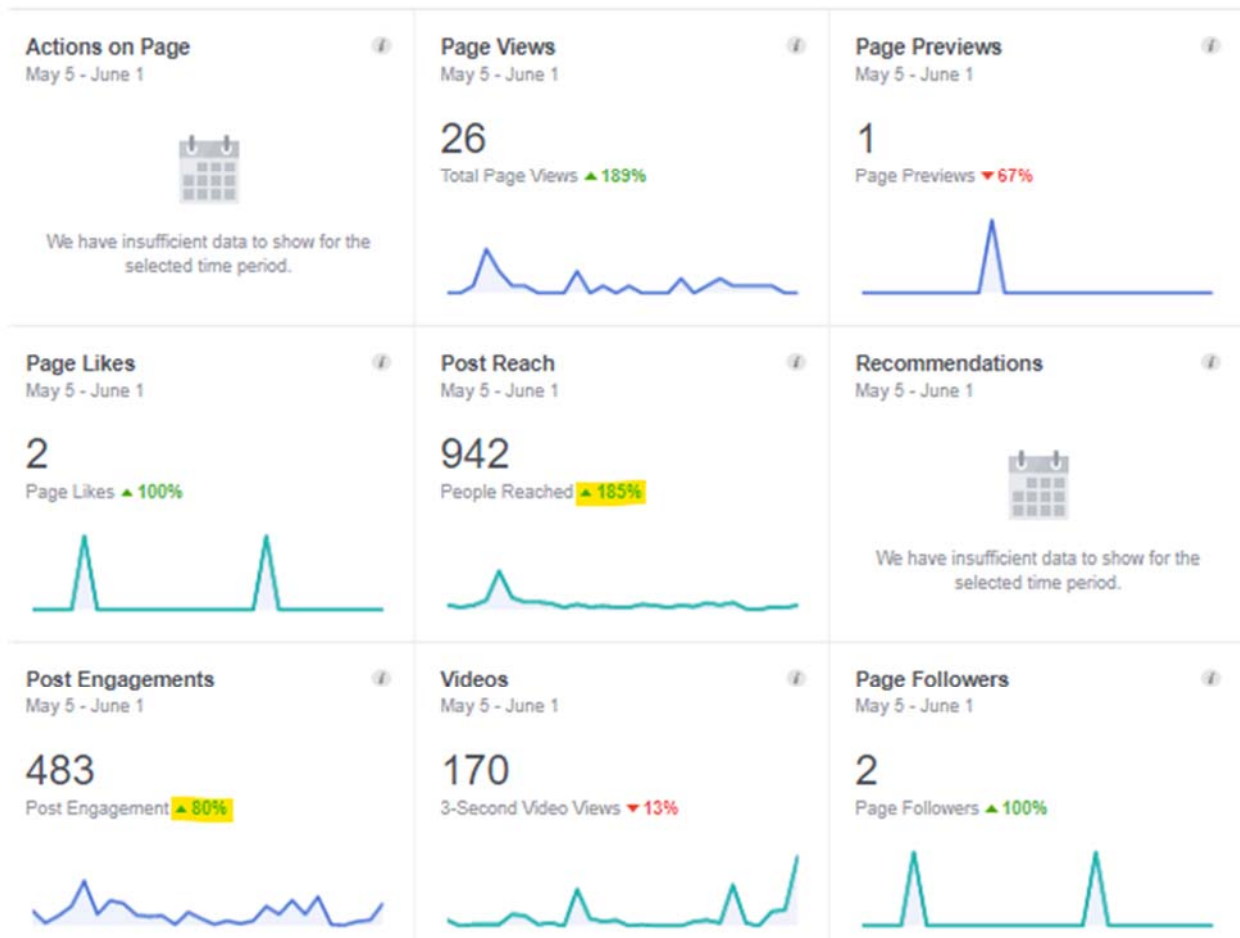 Actions on Page
May 5 - June 1
We have insufficient data to show for the
selected time period.
Page Views
May 5 - June 1
26
Total Page Views ▲ 189%
Page Previews
May 5 - June 1
1
Page Previews ▼ 67%
Page Likes
May 5 - June 1
2
Page Likes ▲ 100%
Post Reach
May 5 - June 1
942
People Reached ▲ 185%
Recommendations
May 5 - June 1
We have insufficient data to show for the
selected time period.
Post Engagements
May 5 - June 1
483
Post Engagement ▲ 80%
Videos
May 5 - June 1
170
3-Second Video Views ▼ 13%
Page Followers
May 5 - June 1
2
Page Followers ▲ 100%